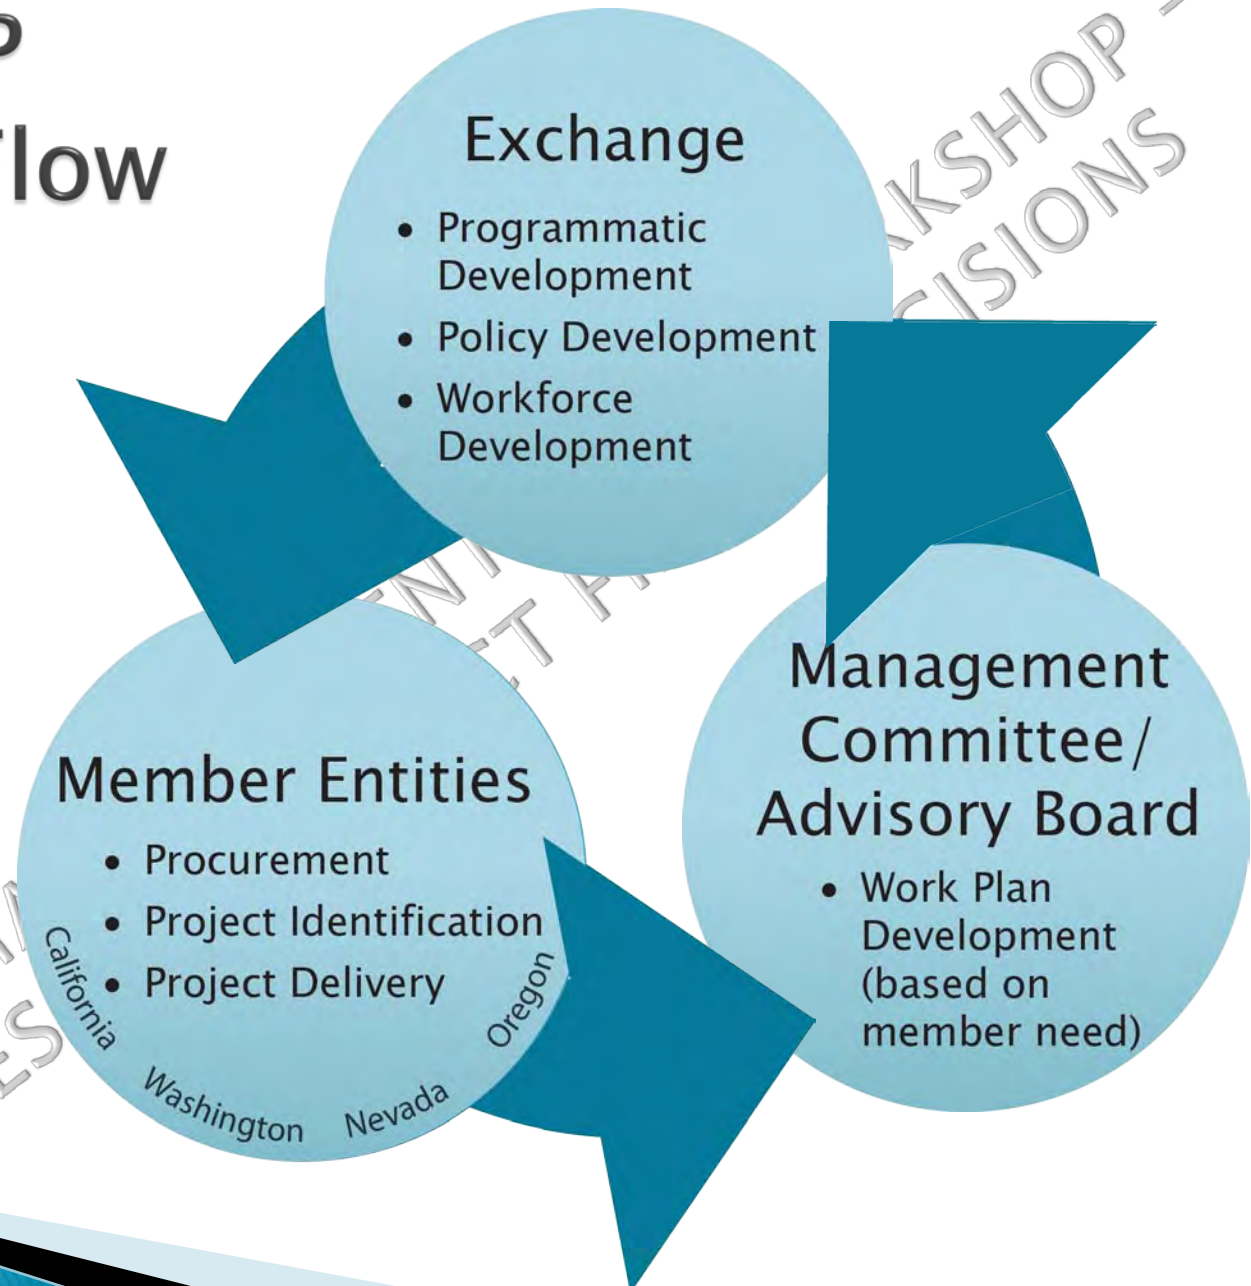 flow
Exchange
• Programmatic
Development
• Policy Development
• Workforce
Development
Member Entities
• Procurement
• Project Identification
• Project Delivery
California
Washington
Nevada
Oregon
Management
Committee/
Advisory Board
• Work Plan
Development
(based on
member need)